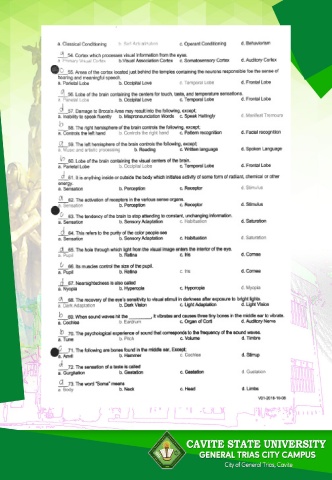 a. Classical Conditioning b. c. Operant Conditioning d. Behaviorism
a 54. Cortex which processes visual information from the eyes.
a. Primary Visual Cortex b. Visual Association Cortex c. Somatosensory Cortex d. Auditory Cortex
c 55. Areas of the cortex located just behind the temples containing the neurons responsible for the sense of
hearing and meaningful speech.
a. Parietal Lobe b. Occipital Love c. Temporal Lobe d. Frontal Lobe
a 56. Lobe of the brain containing the centers for touch, taste, and temperature sensations.
a. Parietal Lobe b. Occipital Love c. Temporal Lobe d. Frontal Lobe
d 57. Damage to Broca's Area may result into the following, except:
a. Inability to speak fluently b. Mispronounciation Words c. Speak Haltingly d.
b 58. The right hemisphere of the brain controls the following, except:
a. Controls the left hand b. Controls the right hand c. Pattern recognition d. Facial recognition
a 59. The left hemisphere of the brain controls the following, except:
a. Music and artistic processing b. Reading c. Written language d. Spoken Language
b 60. Lobe of the brain containing the visual centers of the brain.
a. Parietal Lobe b. Occipital Lobe c. Temporal Lobe d. Frontal Lobe
d 61. It is anything inside or outside the body which initiates activity of some form of radiant, chemical or other
energy.
a. Sensation b. Perception c. Receptor d. Stimulus
a 62. The activation of receptors in the various sense organs.
a. Sensation b. Perception c. Receptor d. Stimulus
63. The tendency of the brain to stop attending to constant, unchanging information.
a. Sensation b. Sensory Adaptation c. Habituation d. Saturation
d 64. This refers to the purity of the color people see
a. Sensation b. Sensory Adaptation c. Habituation d. Saturation
a 65. The hole through which light from the visual image enters the interior of the eye.
a. Pupil b. Retina c. Iris d. Cornea
c 66. Its muscles control the size of the pupil.
a. Pupil b. Retina c. Iris d. Cornea
d 67. Nearsightedness is also called
a. Nyopia b. Hyperopia c. Hyporopia d. Myopia
a 68. The recovery of the eye's sensitivity to visual stimuli in darkness after exposure to bright lights.
a. Dark Adaptation b. Dark Vision c. Light Adaptation d. Light Vision
b 69. When sound waves hit the ________, it vibrates and causes three tiny bones in the middle ear to vibrate.
a. Cochlea b. Eardrum c. Organ of Corti d. Auditory Nerve
b 70. The psychological experience of sound that corresponds to the frequency of the sound waves.
a. Tune b. Pitch c. Volume d. Timbre
c 71. The following are bones found in the middle ear, Except:
a. Anvil b. Hammer c. Cochlea d. Stirrup
d 72. The sensation of a taste is called
a. Gurgitation b. Gestation c. Gastation d. Gustation
a 73. The word "Soma" means
a. Body b. Neck c. Head d. Limbs
CAVITE STATE UNIVERSITY
GENERAL TRIAS CITY CAMPUS
City of General Trias, Cavite